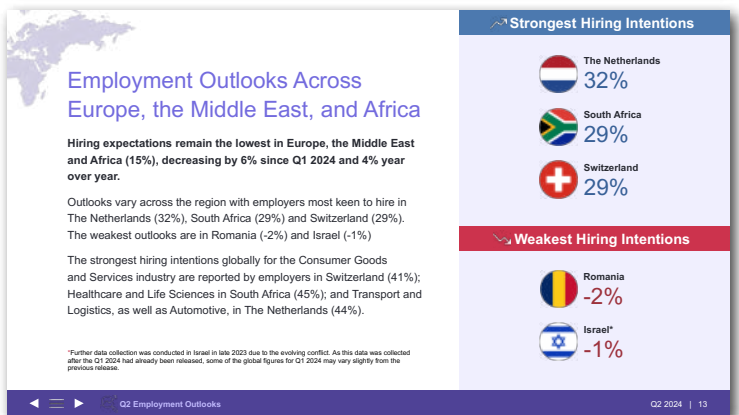 Employment Outlooks Across
Europe, the Middle East, and Africa
Hiring expectations remain the lowest in Europe, the Middle East
and Africa (15%), decreasing by 6% since Q1 2024 and 4% year
over year.
Outlooks vary across the region with employers most keen to hire in
The Netherlands (32%), South Africa (29%) and Switzerland (29%).
The weakest outlooks are in Romania (-2%) and Israel (-1%)
The strongest hiring intentions globally for the Consumer Goods
and Services industry are reported by employers in Switzerland (41%);
Healthcare and Life Sciences in South Africa (45%); and Transport and
Logistics, as well as Automotive, in The Netherlands (44%).
*Further data collection was conducted in Israel in late 2023 due to the evolving conflict. As this data was collected
after the Q1 2024 had already been released, some of the global figures for Q1 2024 may vary slightly from the
previous release.
Strongest Hiring Intentions
The Netherlands
32%
South Africa
29%
Switzerland
29%
Weakest Hiring Intentions
Romania
-2%
Israel*
-1%
Q2 Employment Outlooks
Q2 2024 | 13